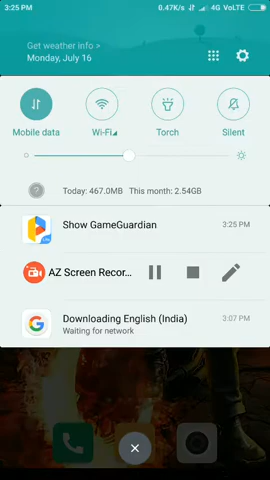 3:25 PM
0.47K/s
4G VoLTE
Get weather info >
Monday, July 16
Mobile data
Wi-Fi
Torch
Silent
Today: 467.0MB This month: 2.54GB
Show GameGuardian
3:25 PM
AZ Screen Recor...
Downloading English (India)
3:07 PM
Waiting for network